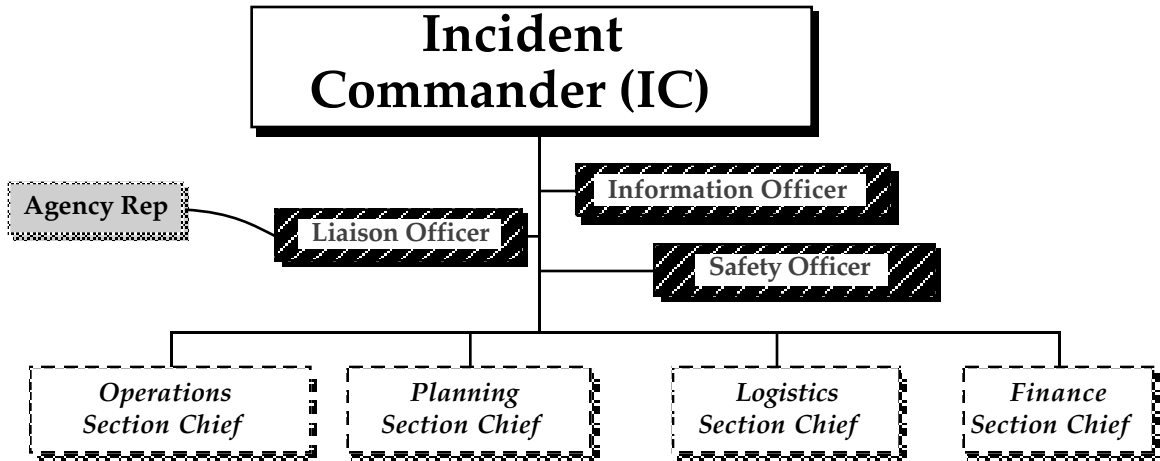 Incident
Commander (IC)
Information Officer
Agency Rep
Liaison Officer
Safety Officer
Operations
Section Chief
Planning
Section Chief
Logistics
Section Chief
Finance
Section Chief